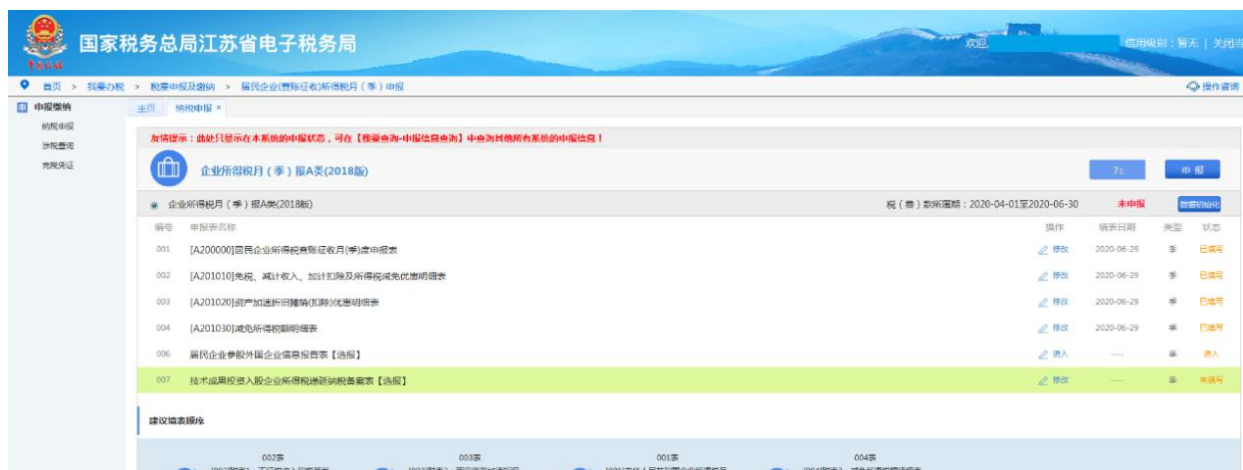 国家税务总局江苏省电子税务局
欢迎 信用级别：暂无 | 关闭当
首页 > 我要办税 > 税费申报及缴纳 > 居民企业(查账征收)所得税月（季）申报 操作咨询
申报缴纳 主页 纳税申报 ×
纳税申报
涉税查询
完税凭证
友情提示：此处只显示在本系统的申报状态，可在【我要查询-申报信息查询】中查询其他所有系统的申报信息！
企业所得税月（季）报A类(2018版) 7s 申 报
企业所得税月（季）报A类(2018版) 税（费）款所属期：2020-04-01至2020-06-30 未申报 数据初始化
编号 申报表名称 操作 填表日期 类型 状态
001 [A200000]居民企业所得税查账征收月(季)度申报表 修改 2020-06-29 季 已填写
002 [A201010]免税、减计收入、加计扣除及所得税减免优惠明细表 修改 2020-06-29 季 已填写
003 [A201020]资产加速折旧摊销(扣除)优惠明细表 修改 2020-06-29 季 已填写
004 [A201030]减免所得税额明细表 修改 2020-06-29 季 已填写
006 居民企业参股外国企业信息报告表【选报】 进入 ---- 季 进入
007 技术成果投资入股企业所得税递延纳税备案表【选报】 修改 ---- 季 未填写
建议填表顺序
002表 003表 001表 004表